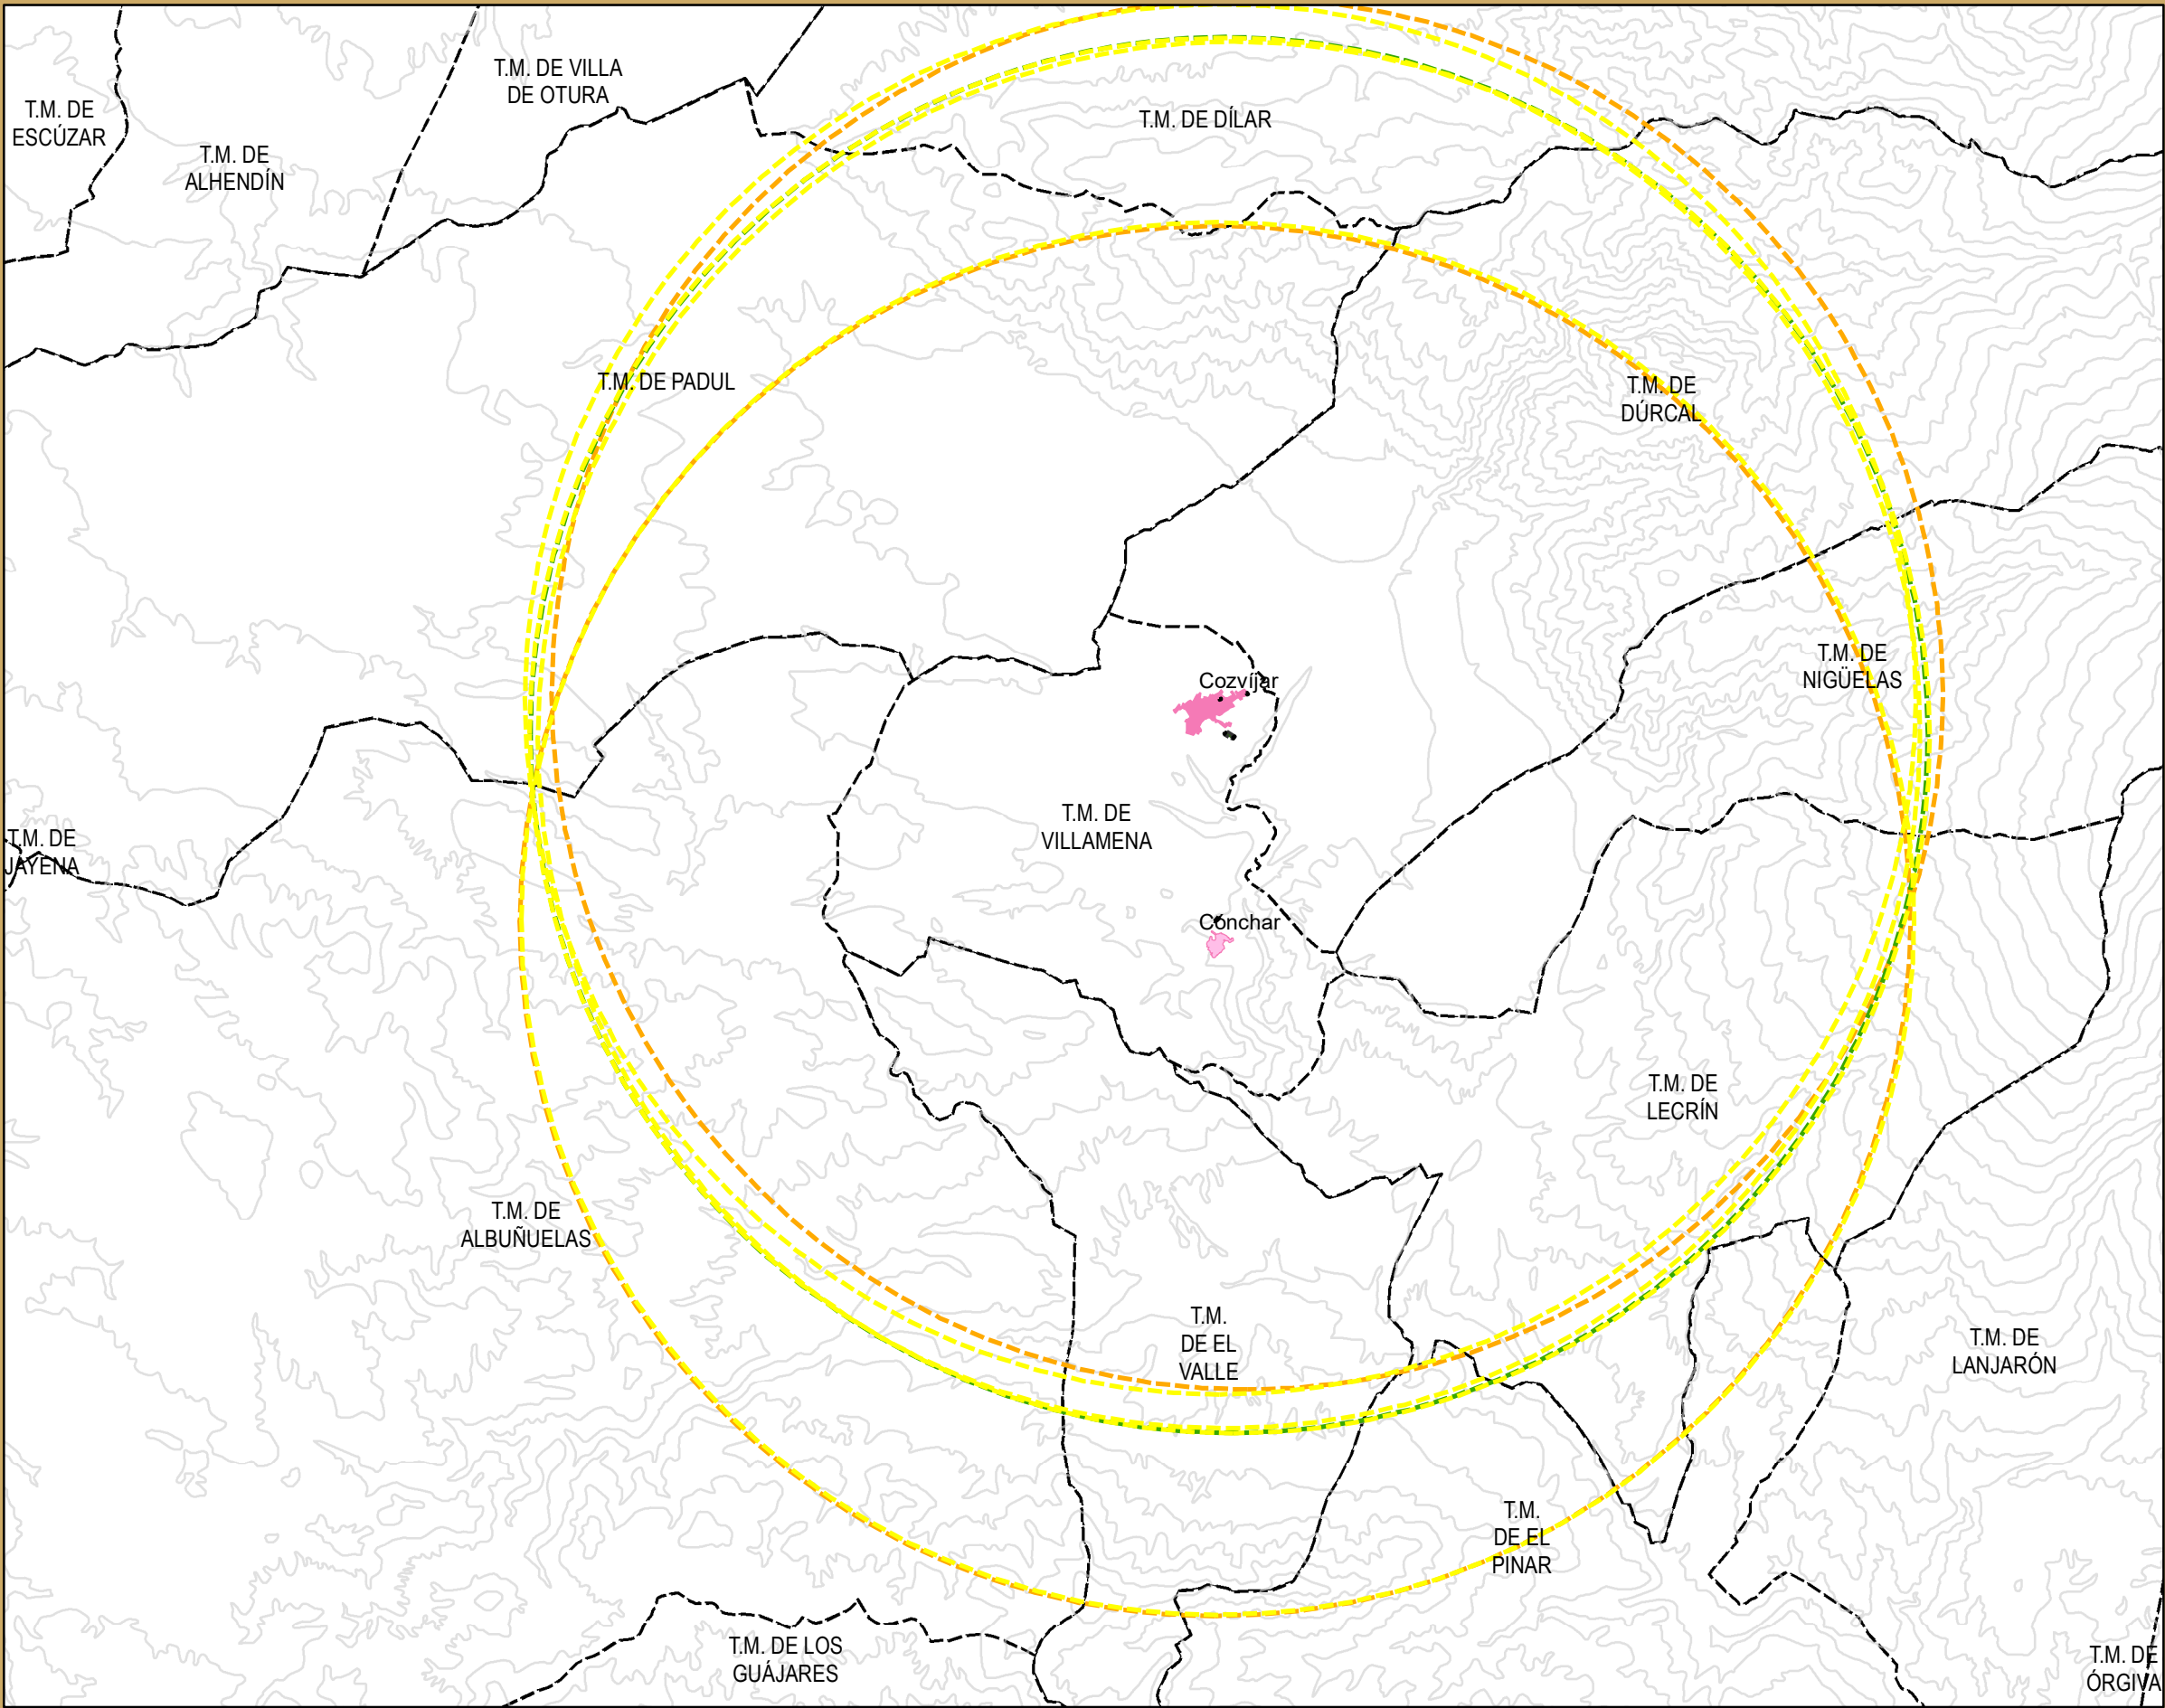 T.M. DE VILLA
DE OTURA
T.M. DE
ESCÚZAR
T.M. DE DÍLAR
T.M. DE
ALHENDÍN
T.M. DE PADUL
T.M. DE
DÚRCAL
T.M. DE
NIGÜELAS
Cozvíjar
T.M. DE
VILLAMENA
T.M. DE
JAYENA
Cónchar
T.M. DE
LECRÍN
T.M. DE
ALBUÑUELAS
T.M.
DE EL
VALLE
T.M. DE
LANJARÓN
T.M.
DE EL
PINAR
T.M. DE LOS
GUÁJARES
T.M. DE
ÓRGIVA